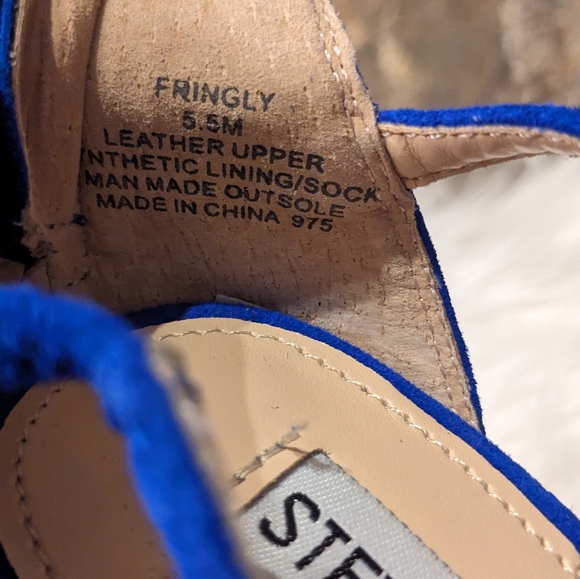 FRINGLY
5.5M
LEATHER UPPER
NTHETIC LINING/SOCK
MAN MADE OUTSOLE
MADE IN CHINA 975
STE